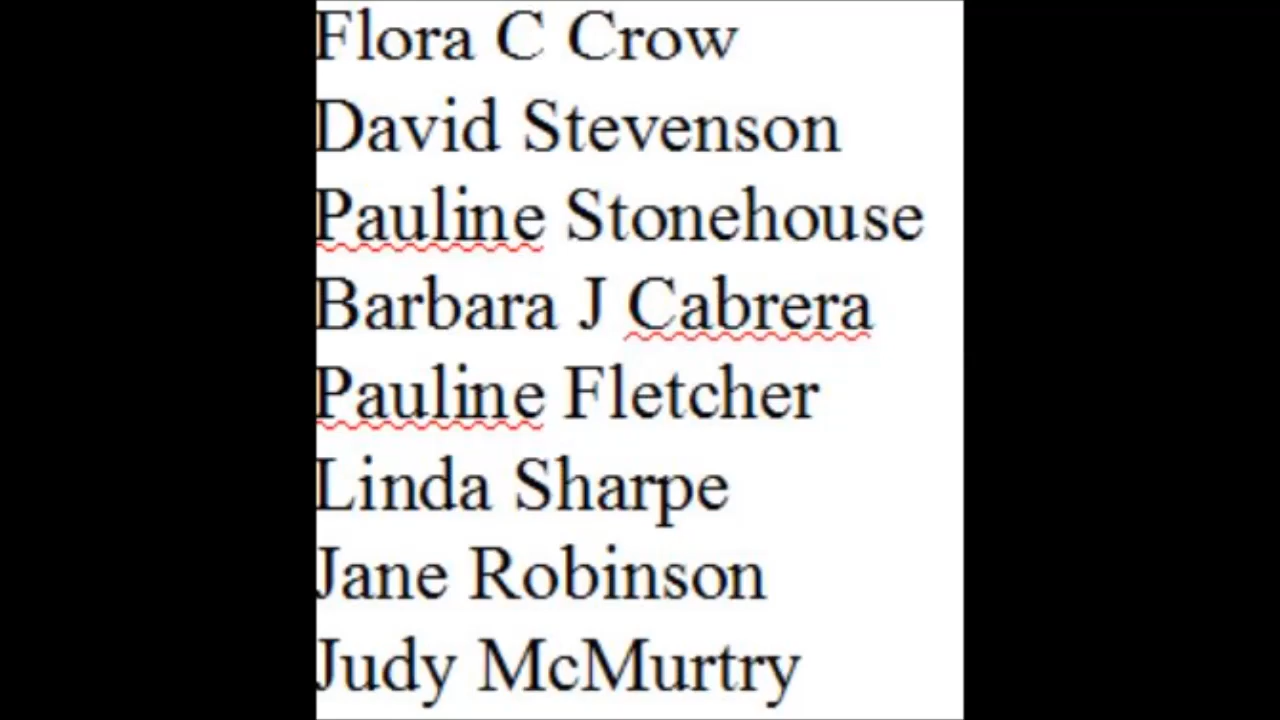 Flora C Crow
David Stevenson
Pauline Stonehouse
Barbara J Cabrera
Pauline Fletcher
Linda Sharpe
Jane Robinson
Judy McMurtry